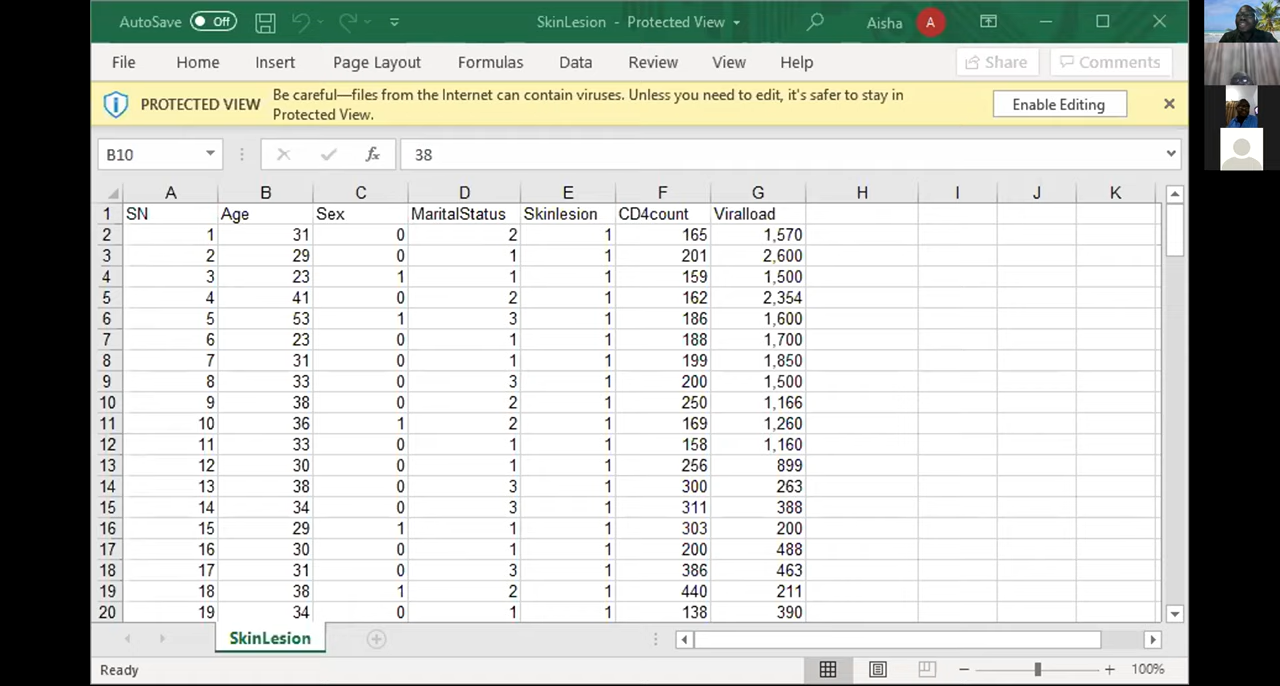 AutoSave Off SkinLesion - Protected View Aisha A
File Home Insert Page Layout Formulas Data Review View Help Share Comments
PROTECTED VIEW Be careful—files from the Internet can contain viruses. Unless you need to edit, it's safer to stay in
Protected View.
Enable Editing
B10 fx 38
A B C D E F G H I J K
1 SN Age Sex MaritalStatus Skinlesion CD4count Viralload
2 1 31 0 2 1 165 1,570
3 2 29 0 1 1 201 2,600
4 3 23 1 1 1 159 1,500
5 4 41 0 2 1 162 2,354
6 5 53 1 3 1 186 1,600
7 6 23 0 1 1 188 1,700
8 7 31 0 1 1 199 1,850
9 8 33 0 3 1 200 1,500
10 9 38 0 2 1 250 1,166
11 10 36 1 2 1 169 1,260
12 11 33 0 1 1 158 1,160
13 12 30 0 1 1 256 899
14 13 38 0 3 1 300 263
15 14 34 0 3 1 311 388
16 15 29 1 1 1 303 200
17 16 30 0 1 1 200 488
18 17 31 0 3 1 386 463
19 18 38 1 2 1 440 211
20 19 34 0 1 1 138 390
SkinLesion
Ready 100%